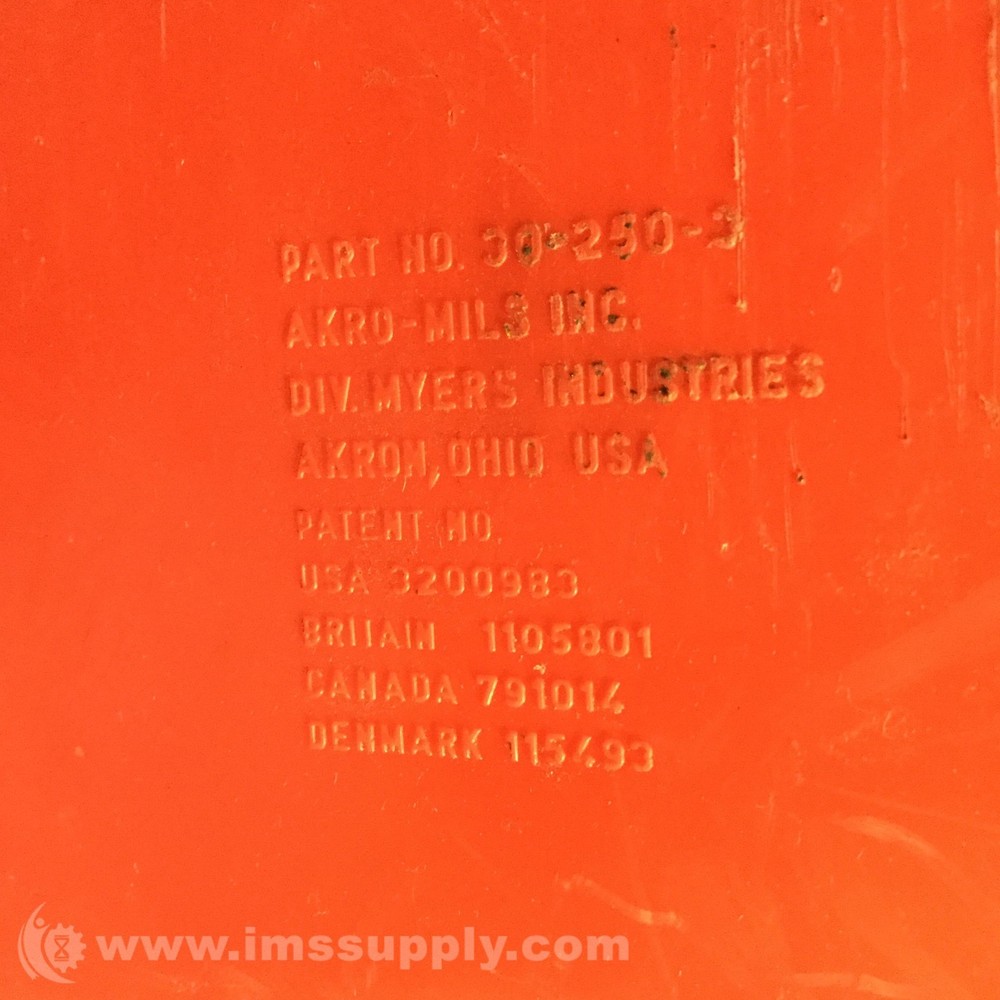 PART NO. 30-250-3
AKRO-MILS INC.
DIV. MYERS INDUSTRIES
AKRON, OHIO USA
PATENT NO.
USA 3200983
BRITAIN 1105801
CANADA 791014
DENMARK 115493
www.imssupply.com